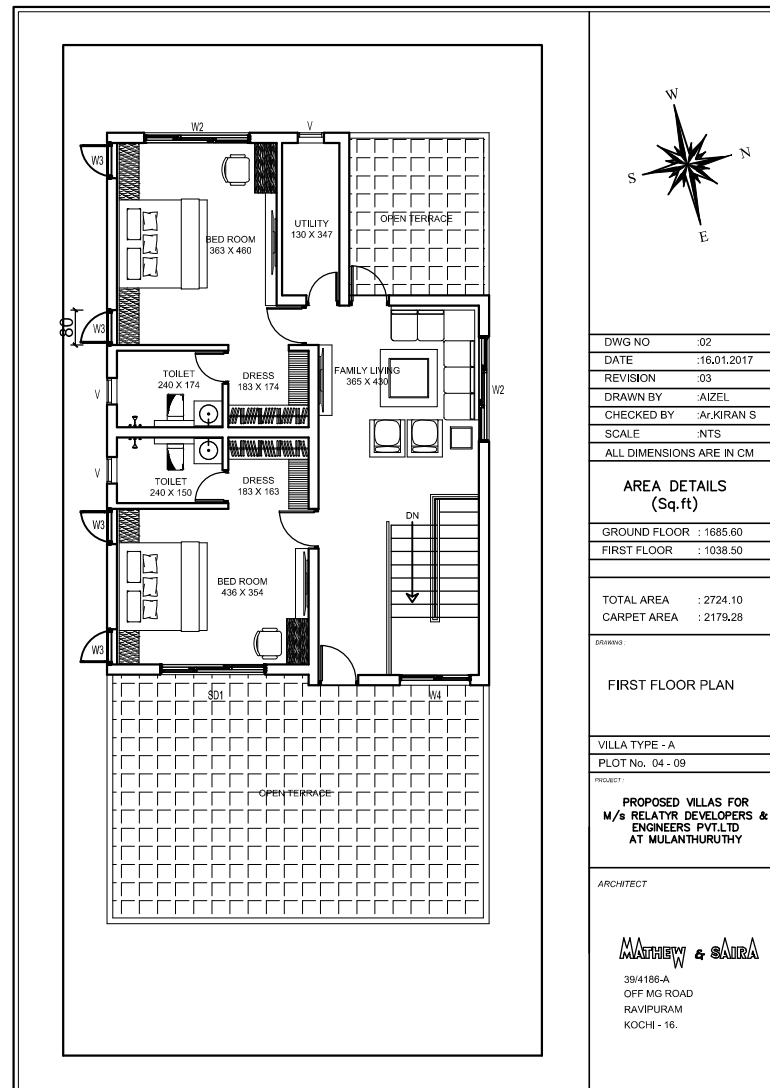 W2
V
W3
BED ROOM
363 X 460
UTILITY
130 X 347
OPEN TERRACE
80
W3
V
TOILET
240 X 174
DRESS
183 X 174
FAMILY LIVING
365 X 430
W2
V
TOILET
240 X 150
DRESS
183 X 163
W3
DN
BED ROOM
436 X 354
W3
SD1
W4
OPEN TERRACE
W
N
S
E
DWG NO :02
DATE :16.01.2017
REVISION :03
DRAWN BY :AIZEL
CHECKED BY :Ar.KIRAN S
SCALE :NTS
ALL DIMENSIONS ARE IN CM
AREA DETAILS
(Sq.ft)
GROUND FLOOR : 1685.60
FIRST FLOOR : 1038.50
TOTAL AREA : 2724.10
CARPET AREA : 2179.28
DRAWING :
FIRST FLOOR PLAN
VILLA TYPE - A
PLOT No. 04 - 09
PROJECT :
PROPOSED VILLAS FOR
M/s RELATYR DEVELOPERS &
ENGINEERS PVT.LTD
AT MULANTHURUTHY
ARCHITECT
MATHEW & SAIRA
39/4186-A
OFF MG ROAD
RAVIPURAM
KOCHI - 16.